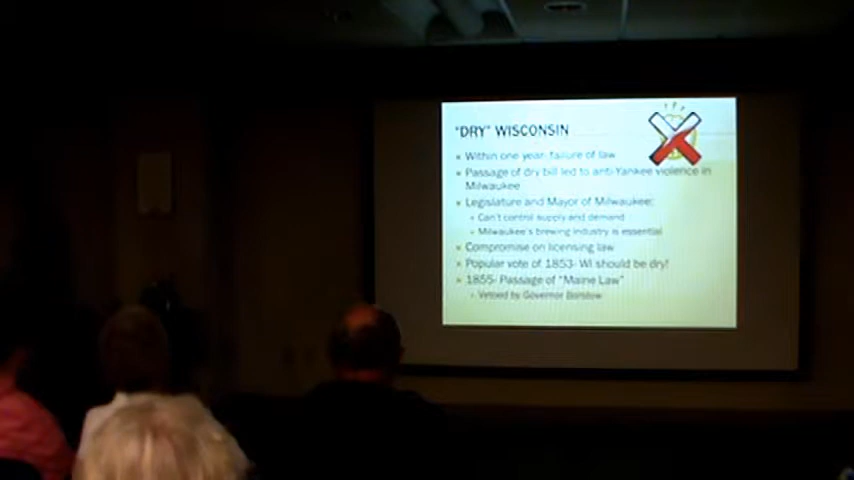 "DRY" WISCONSIN
Within one year- failure of law
Passage of dry bill led to anti-Yankee violence in
Milwaukee
Legislature and Mayor of Milwaukee:
Can't control supply and demand
Milwaukee's brewing industry is essential
Compromise on licensing law
Popular vote of 1853- WI should be dry!
1855- Passage of "Maine Law"
Vetoed by Governor Barstow